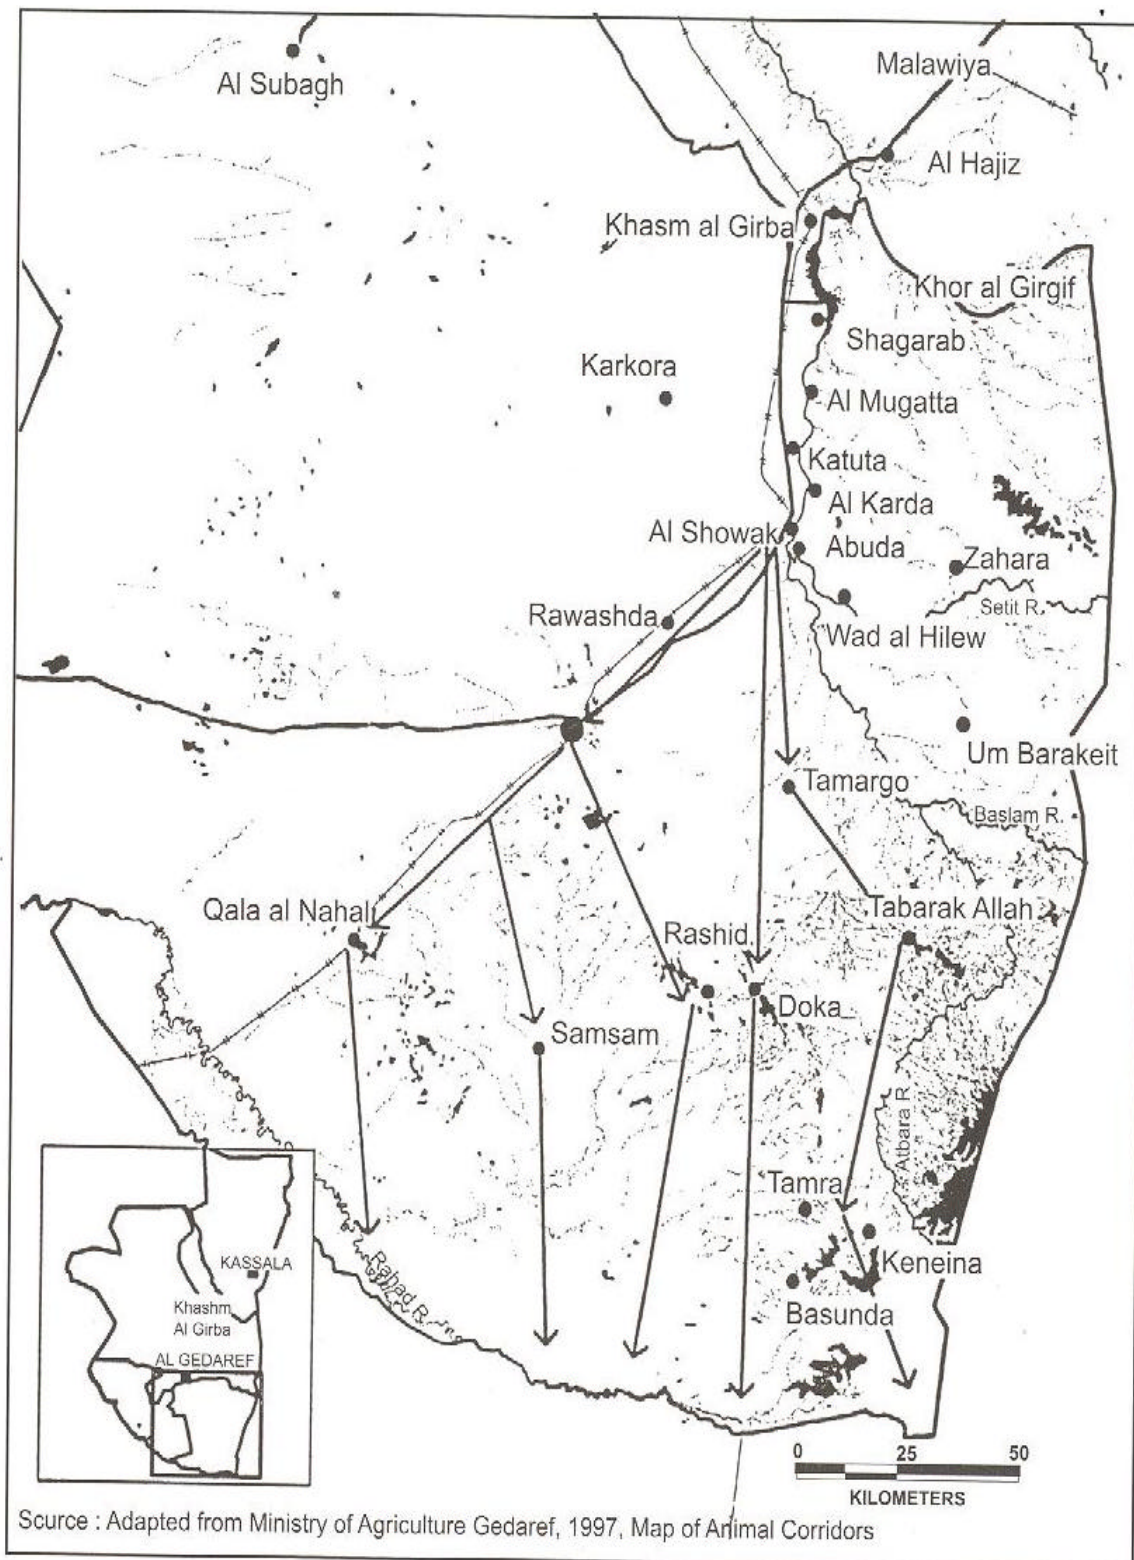 Malawiya
Al Subagh
Al Hajiz
Khasm al Girba
Khor al Girgif
Shagarab
Karkora
Al Mugatta
Katuta
Al Karda
Al Showak
Abuda
Zahara
Setit R.
Rawashda
Wad al Hilew
Um Barakeit
Tamargo
Baslam R.
Qala al Nahal
Tabarak Allah
Rashid
Doka
Samsam
Atbara R.
Tamra
Keneina
Rahad R.
Basunda
KASSALA
Khashm
Al Girba
AL GEDAREF
0 25 50
KILOMETERS
Scurce : Adapted from Ministry of Agriculture Gedaref, 1997, Map of Animal Corridors